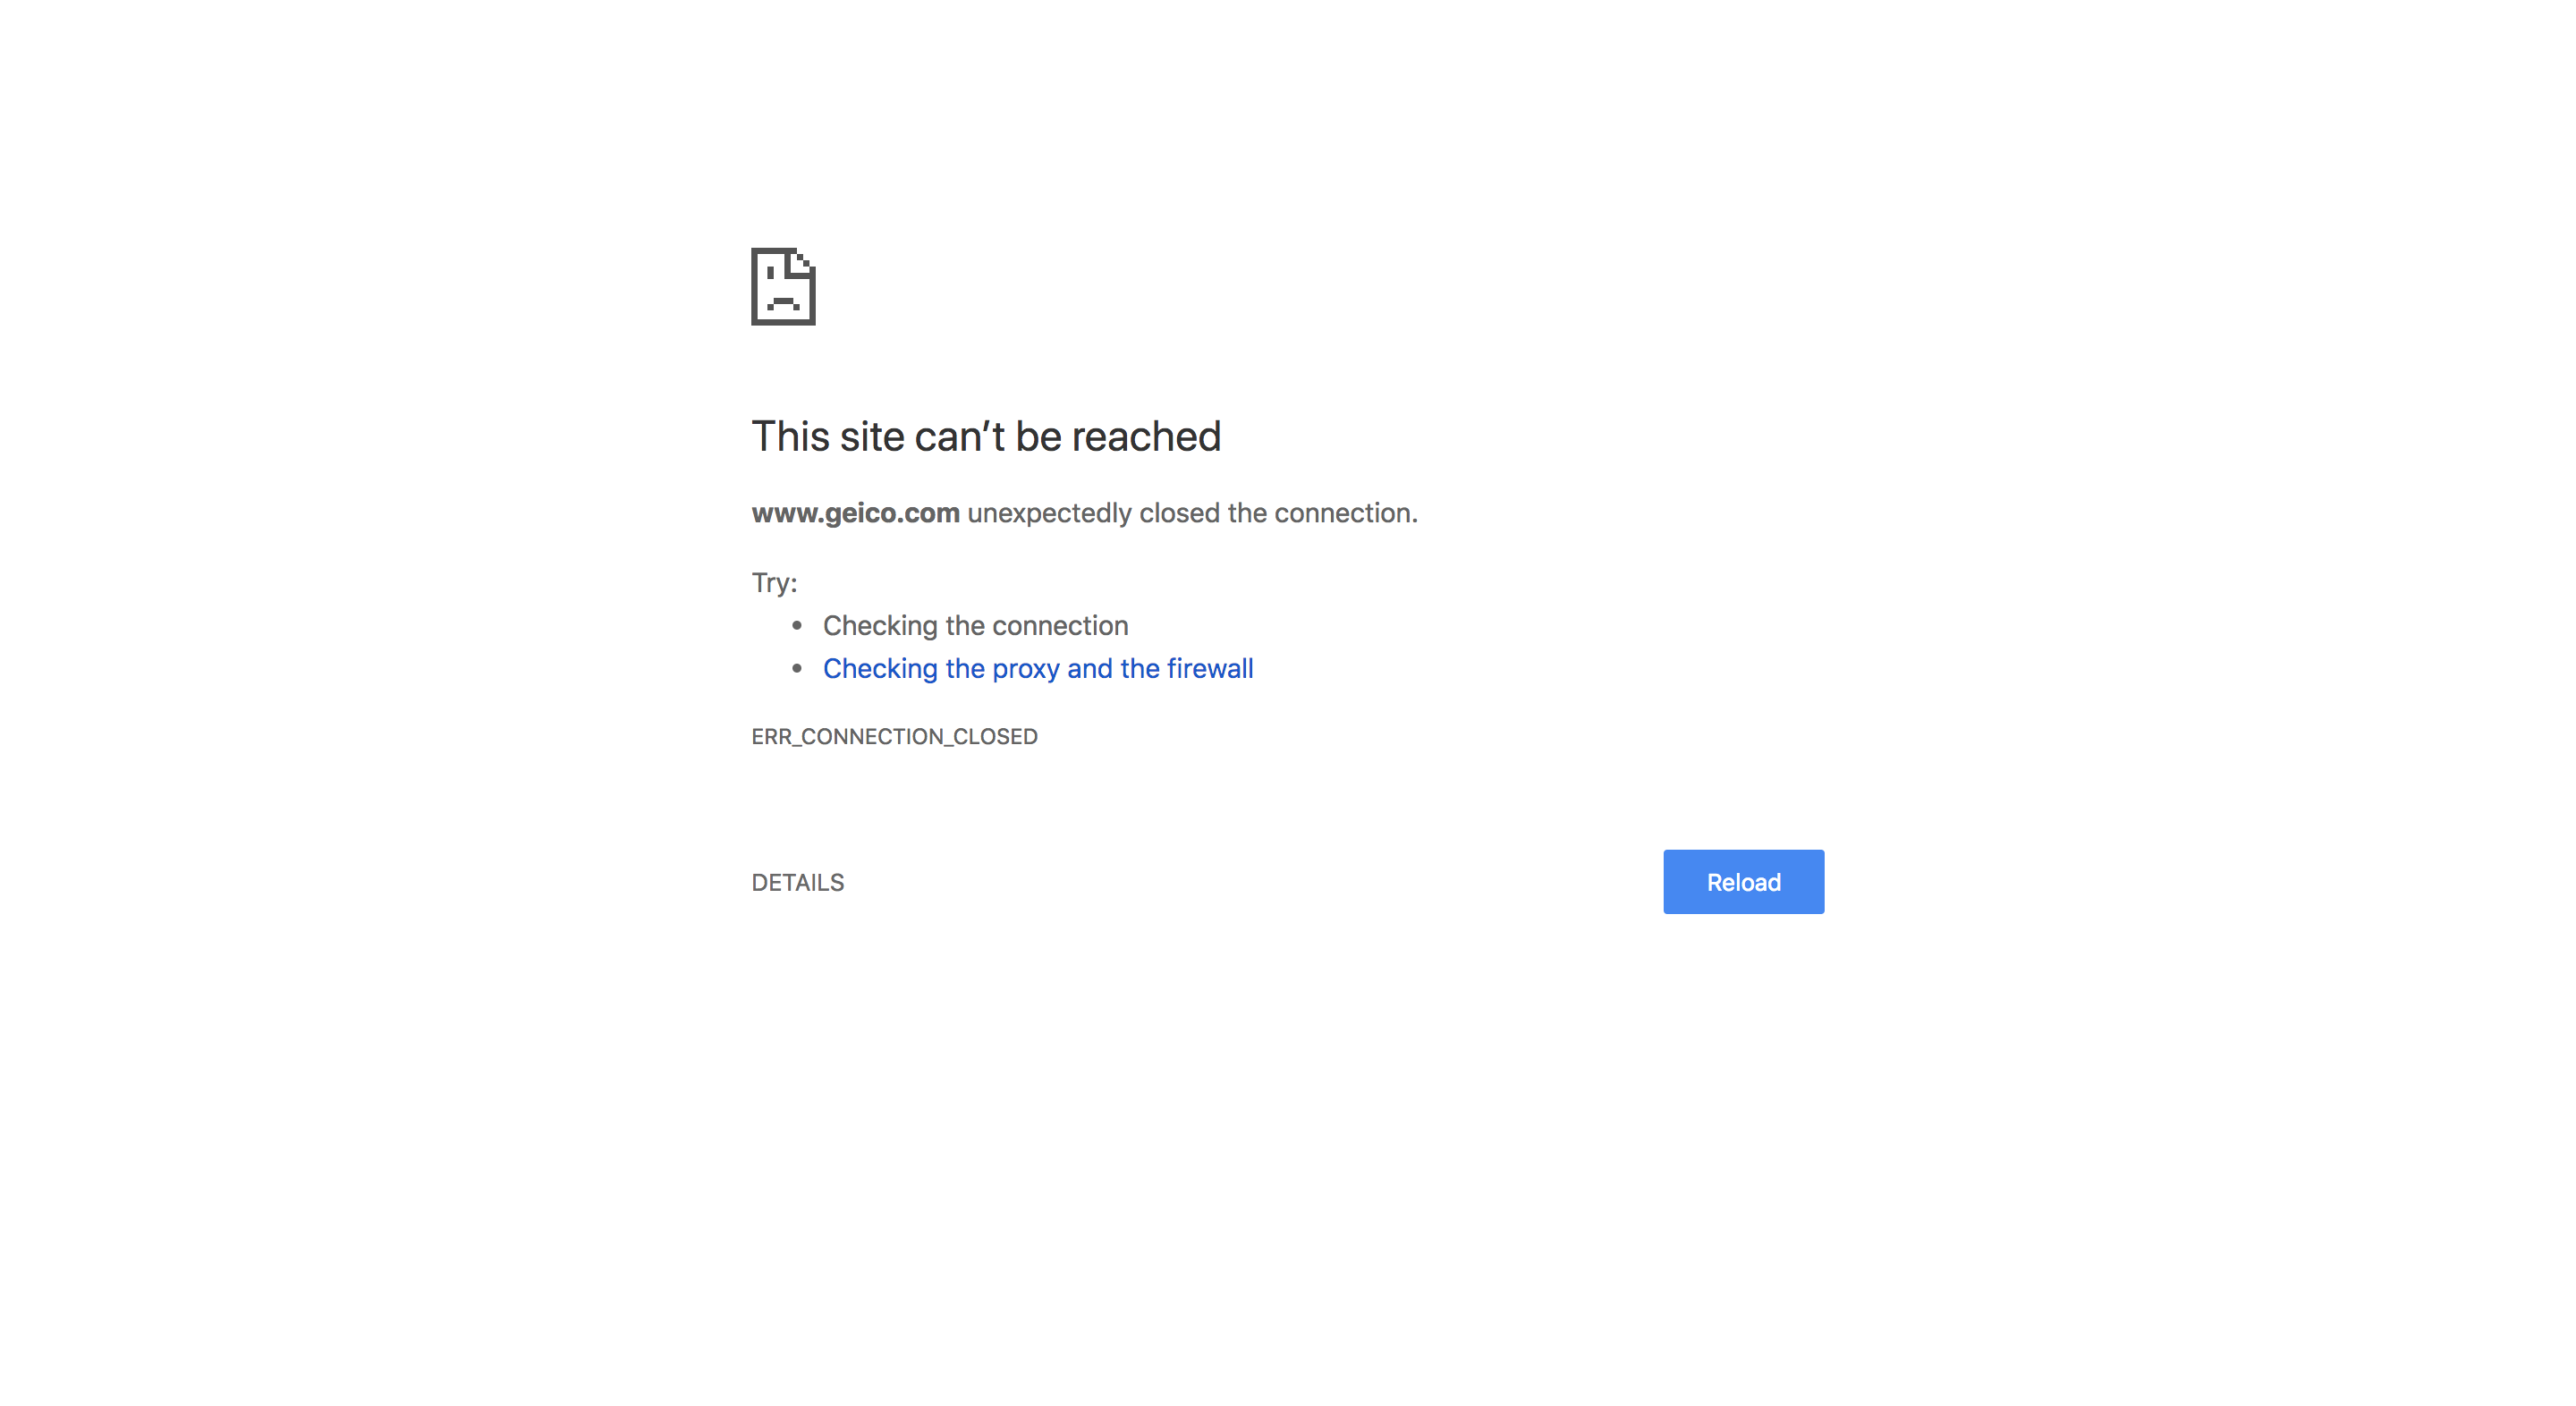 This site can’t be reached
www.geico.com unexpectedly closed the connection.
Try:
• Checking the connection
• Checking the proxy and the firewall
ERR_CONNECTION_CLOSED
DETAILS
Reload